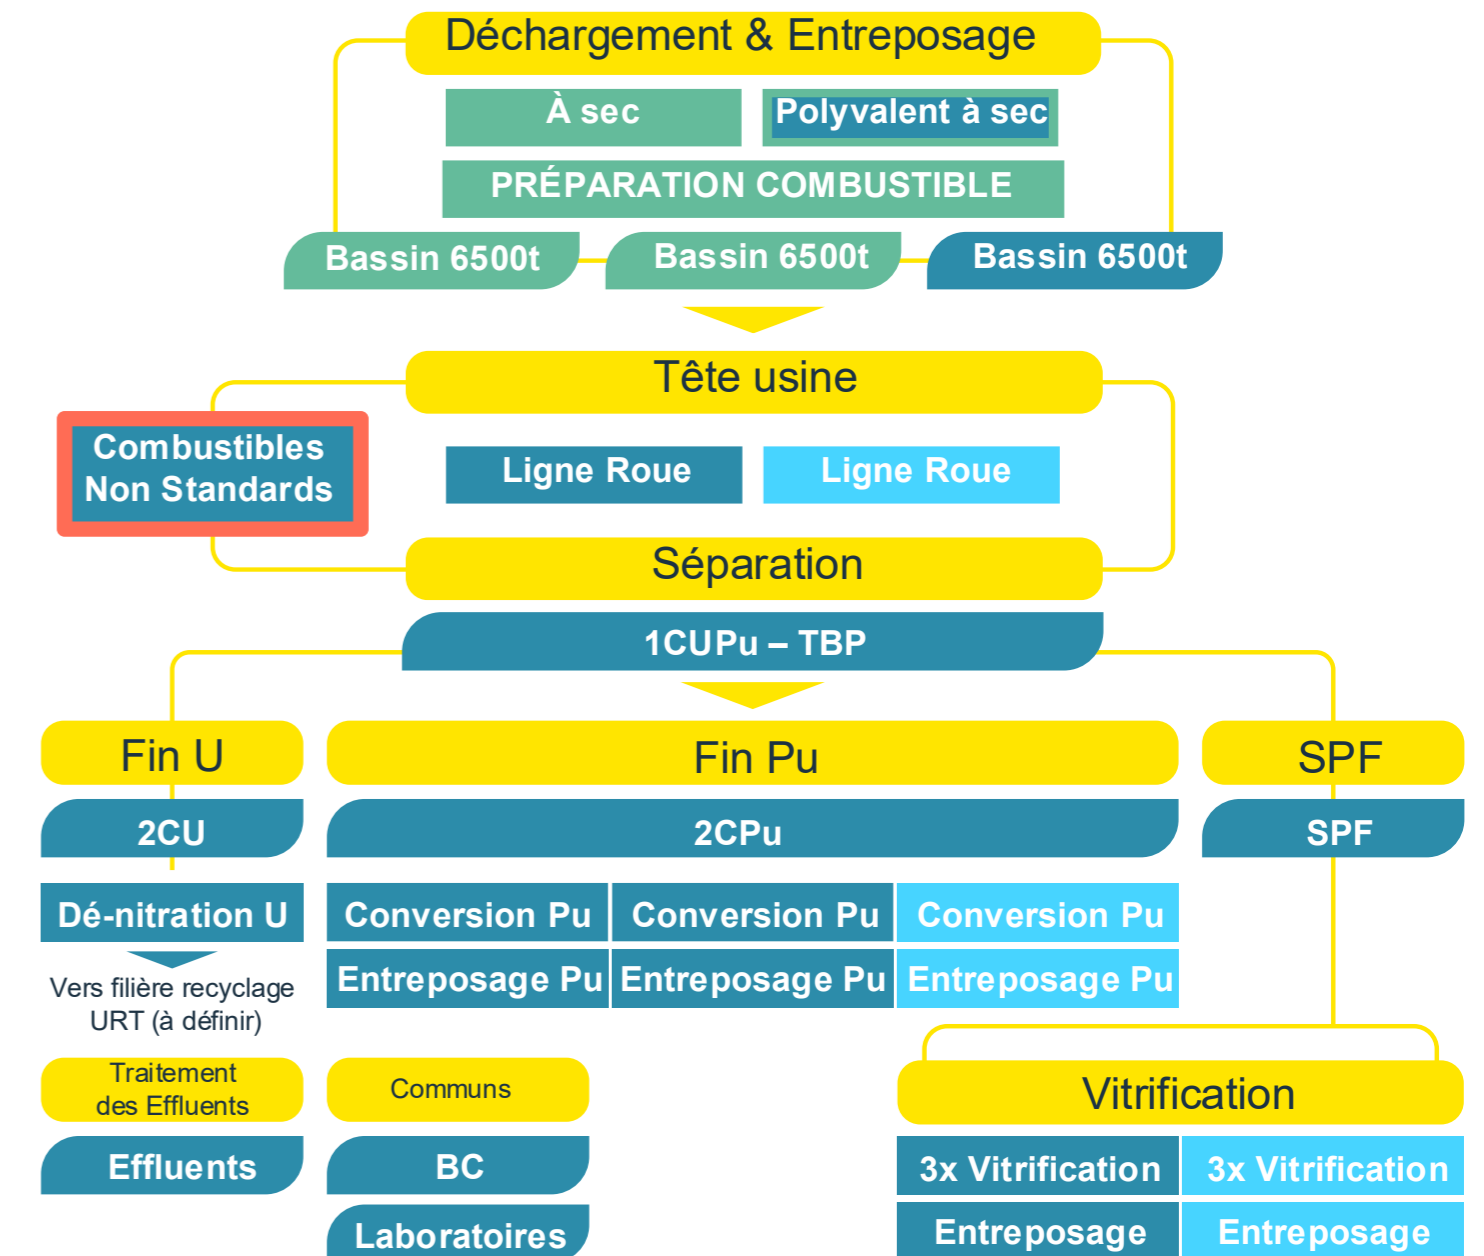 Déchargement & Entreposage
À sec
Polyvalent à sec
PRÉPARATION COMBUSTIBLE
Bassin 6500t
Bassin 6500t
Bassin 6500t
Tête usine
Combustibles
Non Standards
Ligne Roue
Ligne Roue
Séparation
1CUPu – TBP
Fin U
Fin Pu
SPF
2CU
2CPu
SPF
Dé-nitration U
Conversion Pu
Conversion Pu
Conversion Pu
Entreposage Pu
Entreposage Pu
Entreposage Pu
Vers filière recyclage
URT (à définir)
Traitement
des Effluents
Communs
Vitrification
Effluents
BC
3x Vitrification
3x Vitrification
Laboratoires
Entreposage
Entreposage